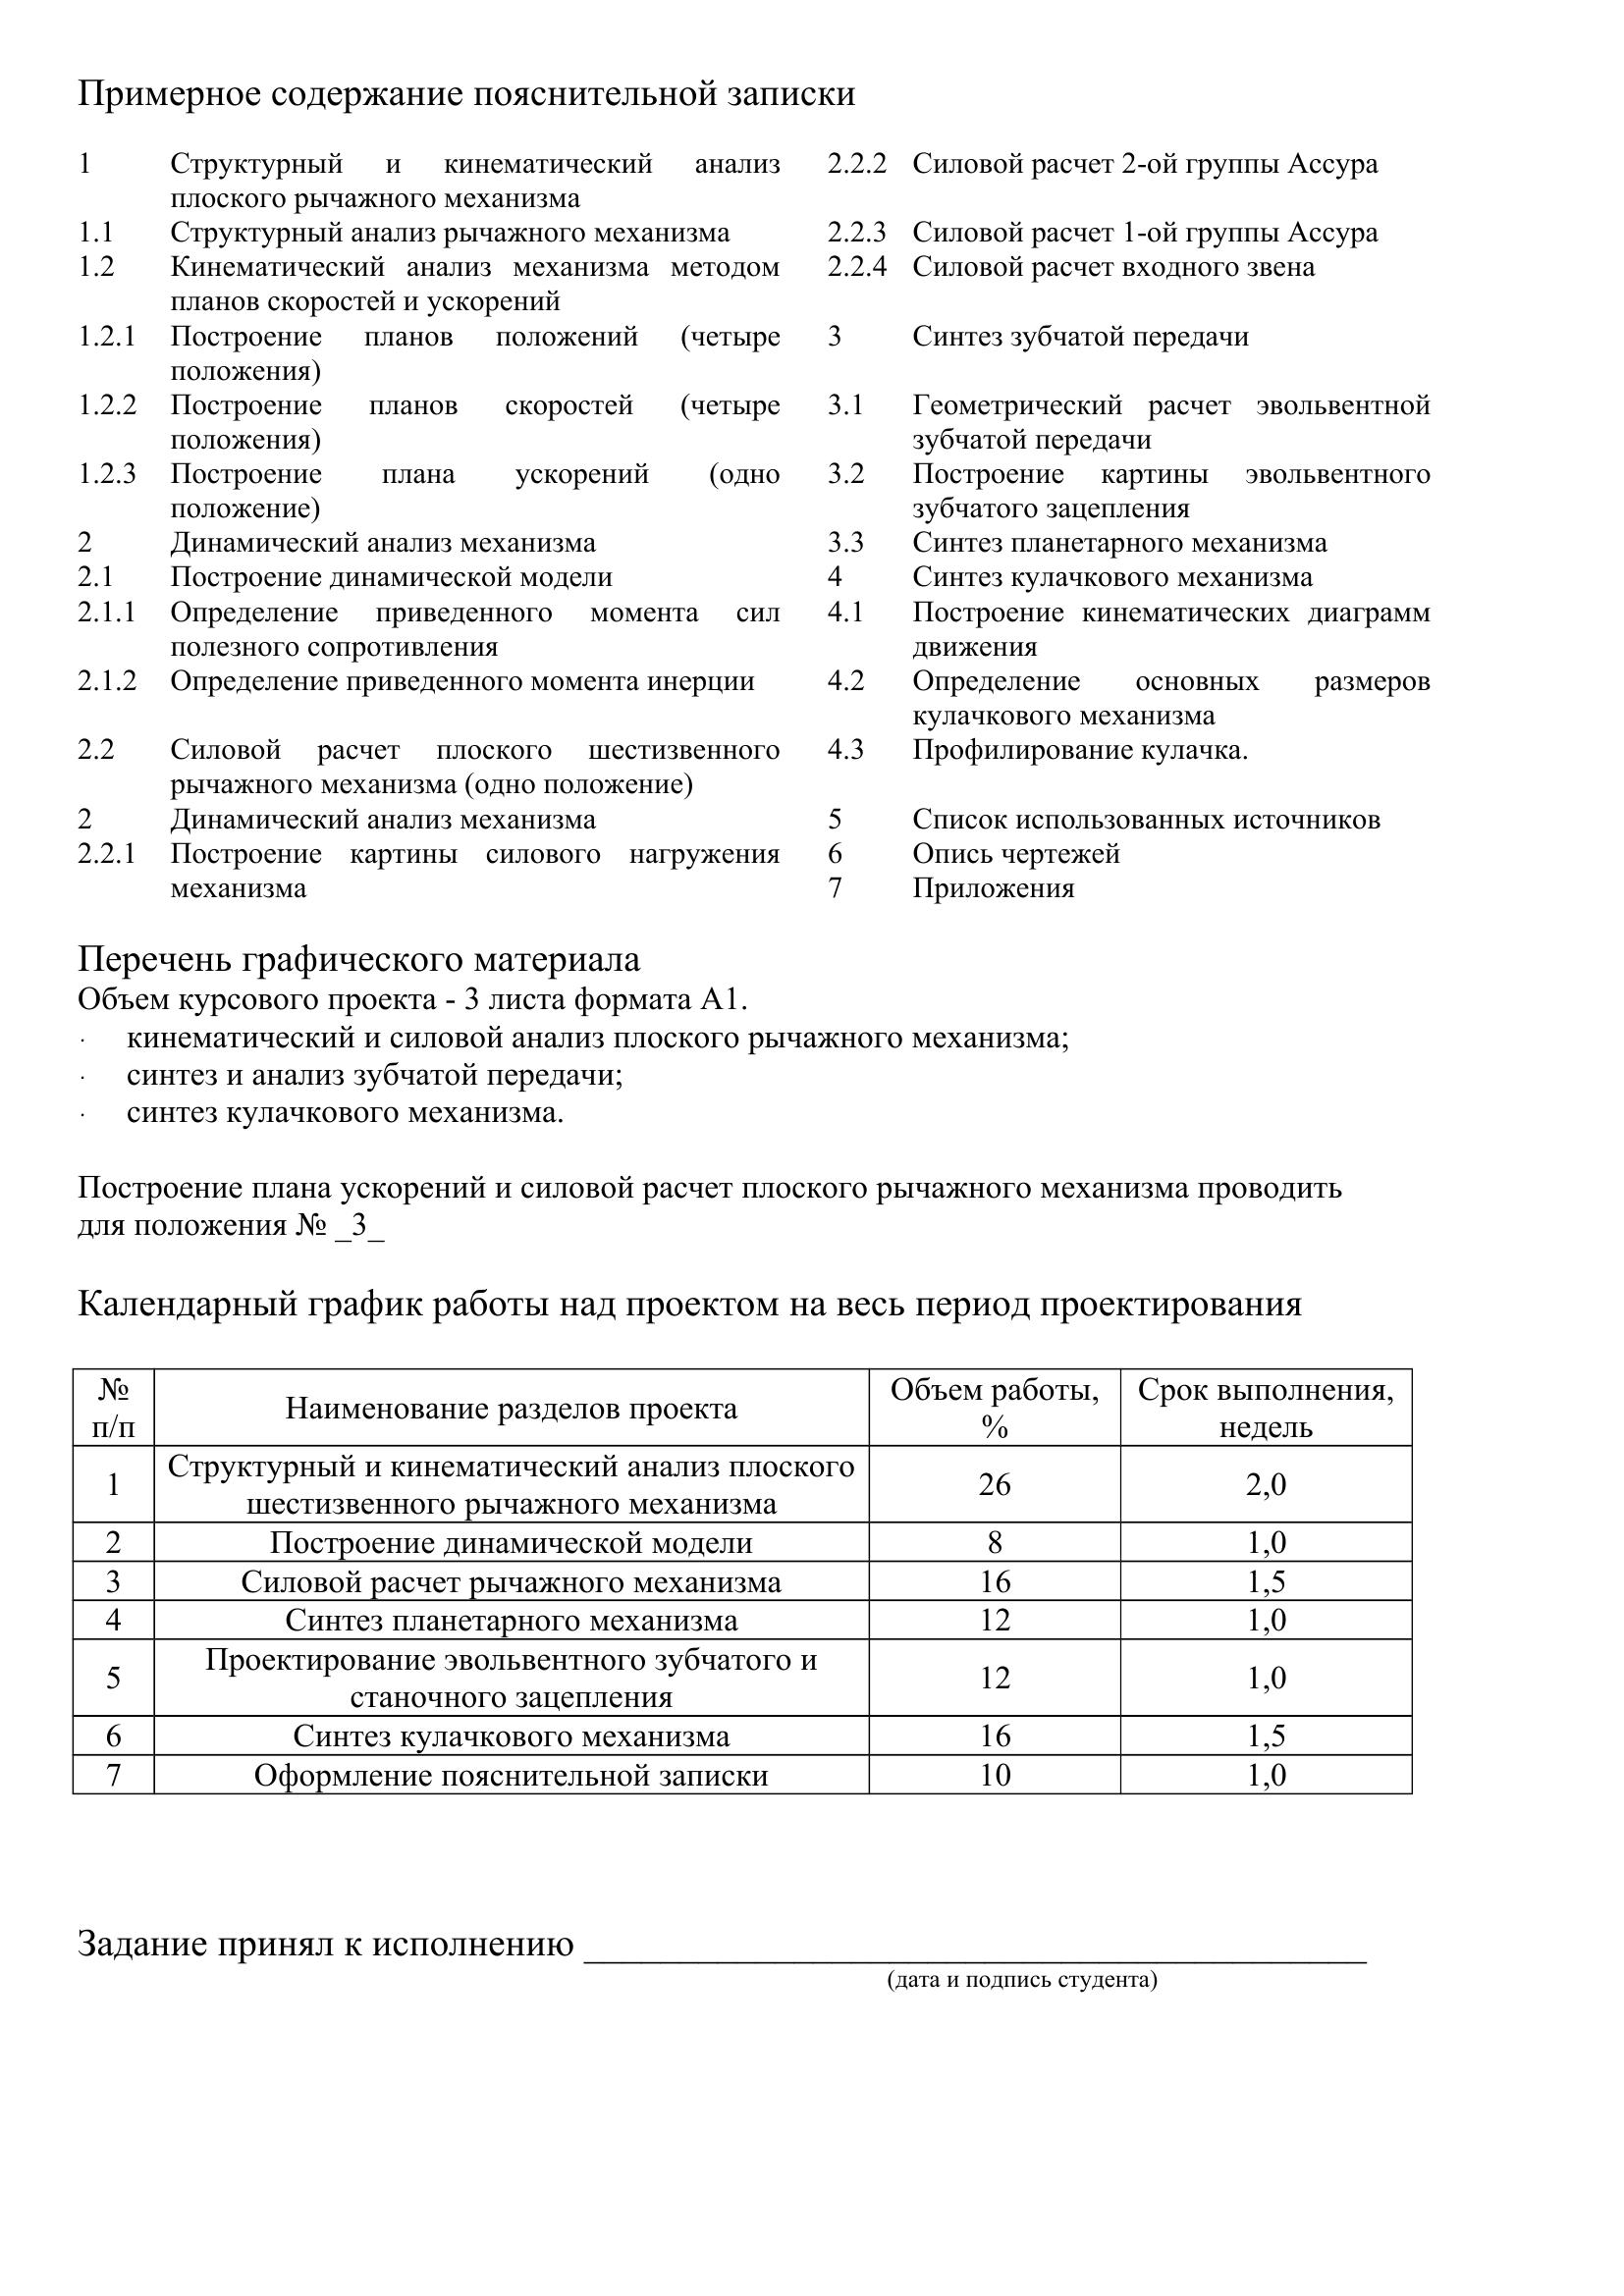 Примерное содержание пояснительной записки
1 Структурный и кинематический анализ
плоского рычажного механизма
1.1 Структурный анализ рычажного механизма
1.2 Кинематический анализ механизма методом
планов скоростей и ускорений
1.2.1 Построение планов положений (четыре
положения)
1.2.2 Построение планов скоростей (четыре
положения)
1.2.3 Построение плана ускорений (одно
положение)
2 Динамический анализ механизма
2.1 Построение динамической модели
2.1.1 Определение приведенного момента сил
полезного сопротивления
2.1.2 Определение приведенного момента инерции
2.2 Силовой расчет плоского шестизвенного
рычажного механизма (одно положение)
2 Динамический анализ механизма
2.2.1 Построение картины силового нагружения
механизма
2.2.2 Силовой расчет 2-ой группы Ассура
2.2.3 Силовой расчет 1-ой группы Ассура
2.2.4 Силовой расчет входного звена
3 Синтез зубчатой передачи
3.1 Геометрический расчет эвольвентной
зубчатой передачи
3.2 Построение картины эвольвентного
зубчатого зацепления
3.3 Синтез планетарного механизма
4 Синтез кулачкового механизма
4.1 Построение кинематических диаграмм
движения
4.2 Определение основных размеров
кулачкового механизма
4.3 Профилирование кулачка.
5 Список использованных источников
6 Опись чертежей
7 Приложения
Перечень графического материала
Объем курсового проекта - 3 листа формата А1.
· кинематический и силовой анализ плоского рычажного механизма;
· синтез и анализ зубчатой передачи;
· синтез кулачкового механизма.
Построение плана ускорений и силовой расчет плоского рычажного механизма проводить
для положения № _3_
Календарный график работы над проектом на весь период проектирования
№ п/п Наименование разделов проекта Объем работы, % Срок выполнения, недель
1 Структурный и кинематический анализ плоского
шестизвенного рычажного механизма 26 2,0
2 Построение динамической модели 8 1,0
3 Силовой расчет рычажного механизма 16 1,5
4 Синтез планетарного механизма 12 1,0
5 Проектирование эвольвентного зубчатого и
станочного зацепления 12 1,0
6 Синтез кулачкового механизма 16 1,5
7 Оформление пояснительной записки 10 1,0
Задание принял к исполнению ________________________________________
(дата и подпись студента)